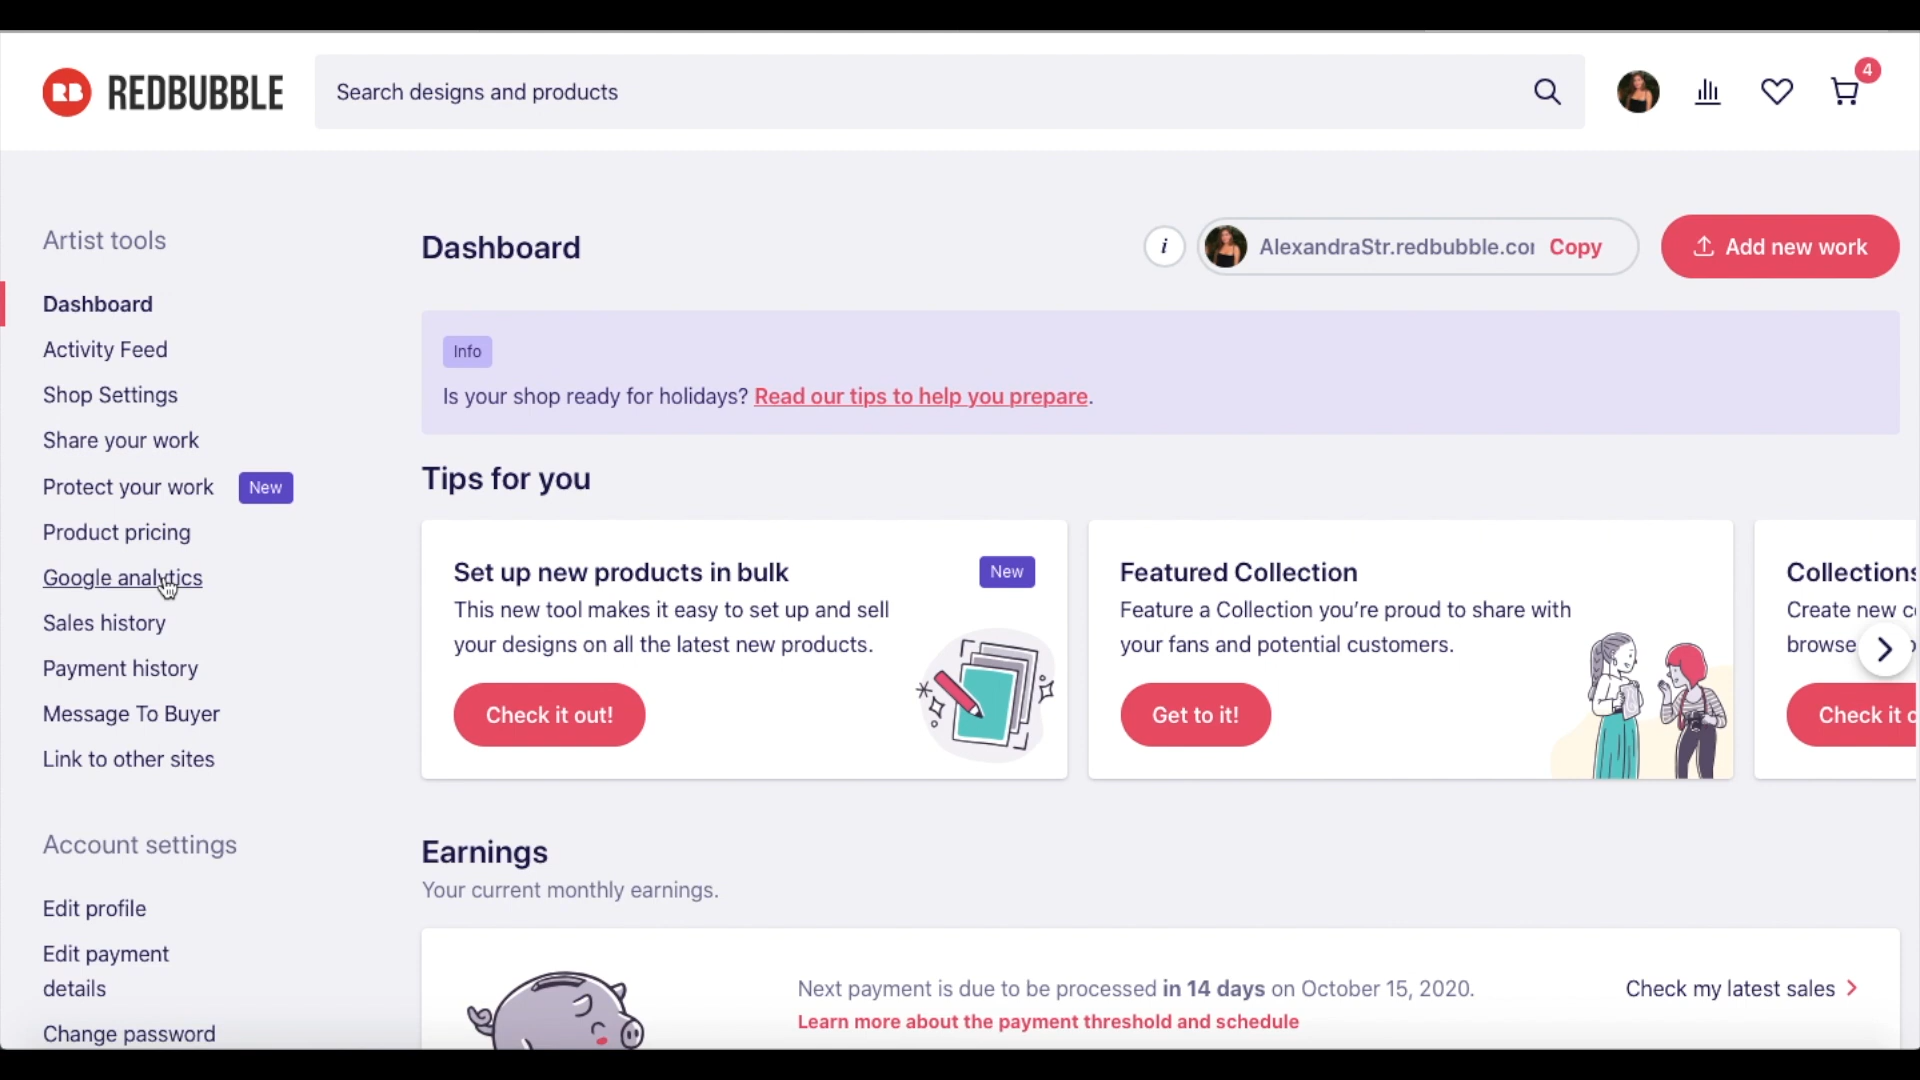 RB REDBUBBLE
Search designs and products
4
Artist tools
Dashboard
Activity Feed
Shop Settings
Share your work
Protect your work New
Product pricing
Google analytics
Sales history
Payment history
Message To Buyer
Link to other sites
Account settings
Edit profile
Edit payment
details
Change password
Dashboard
i
AlexandraStr.redbubble.co Copy
Add new work
Info
Is your shop ready for holidays? Read our tips to help you prepare.
Tips for you
Set up new products in bulk New
This new tool makes it easy to set up and sell
your designs on all the latest new products.
Check it out!
Featured Collection
Feature a Collection you’re proud to share with
your fans and potential customers.
Get to it!
Collections
Create new
browse
Check it
Earnings
Your current monthly earnings.
Next payment is due to be processed in 14 days on October 15, 2020.
Learn more about the payment threshold and schedule
Check my latest sales